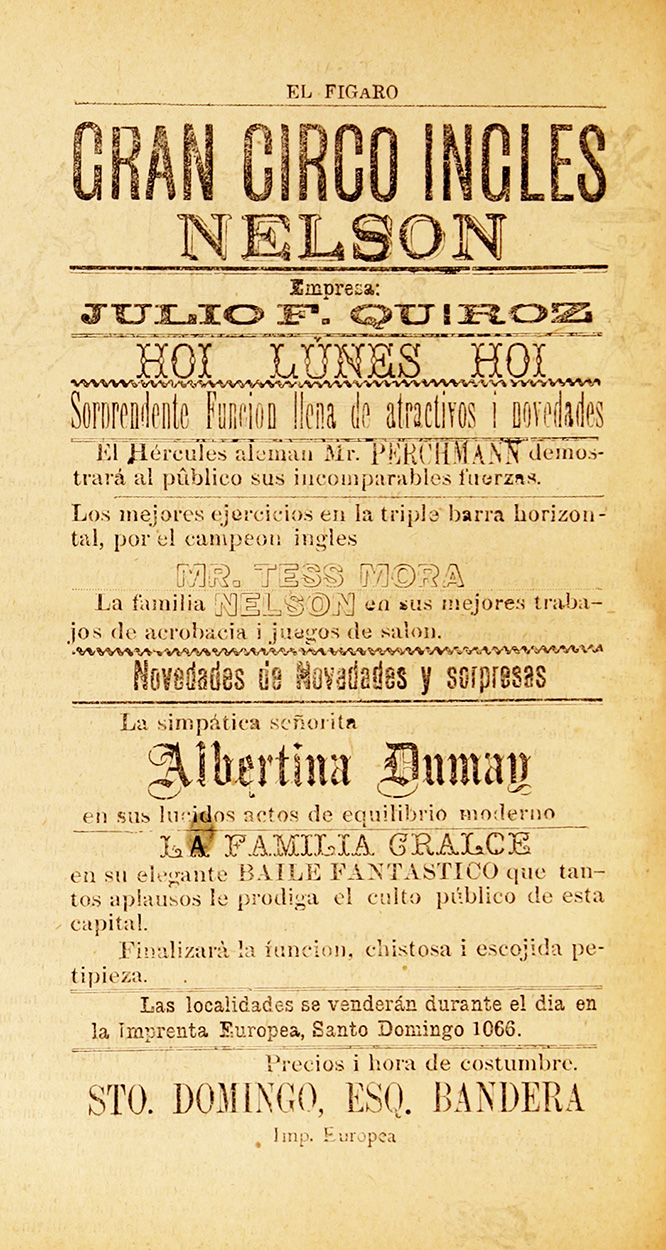 EL FIGARO
GRAN CIRCO INGLES
NELSON
Empresa:
JULIO F. QUIROZ
HOI LÚNES HOI
Sorprendente Funcion llena de atractivos i novedades
El Hércules aleman Mr. PERCHMANN demos-
trará al público sus incomparables fuerzas.
Los mejores ejercicios en la triple barra horizon-
tal, por el campeon ingles
MR. TESS MORA
La familia NELSON en sus mejores traba-
jos de acrobacia i juegos de salon.
Novedades de Novedades y sorpresas
La simpática señorita
Albertina Dumay
en sus lucidos actos de equilibrio moderno
LA FAMILIA GRALCE
en su elegante BAILE FANTASTICO que tan-
tos aplausos le prodiga el culto público de esta
capital.
Finalizará la funcion, chistosa i escojida pe-
tipieza.
Las localidades se venderán durante el dia en
la Imprenta Europea, Santo Domingo 1066.
Precios i hora de costumbre.
STO. DOMINGO, ESQ. BANDERA
Imp. Europea